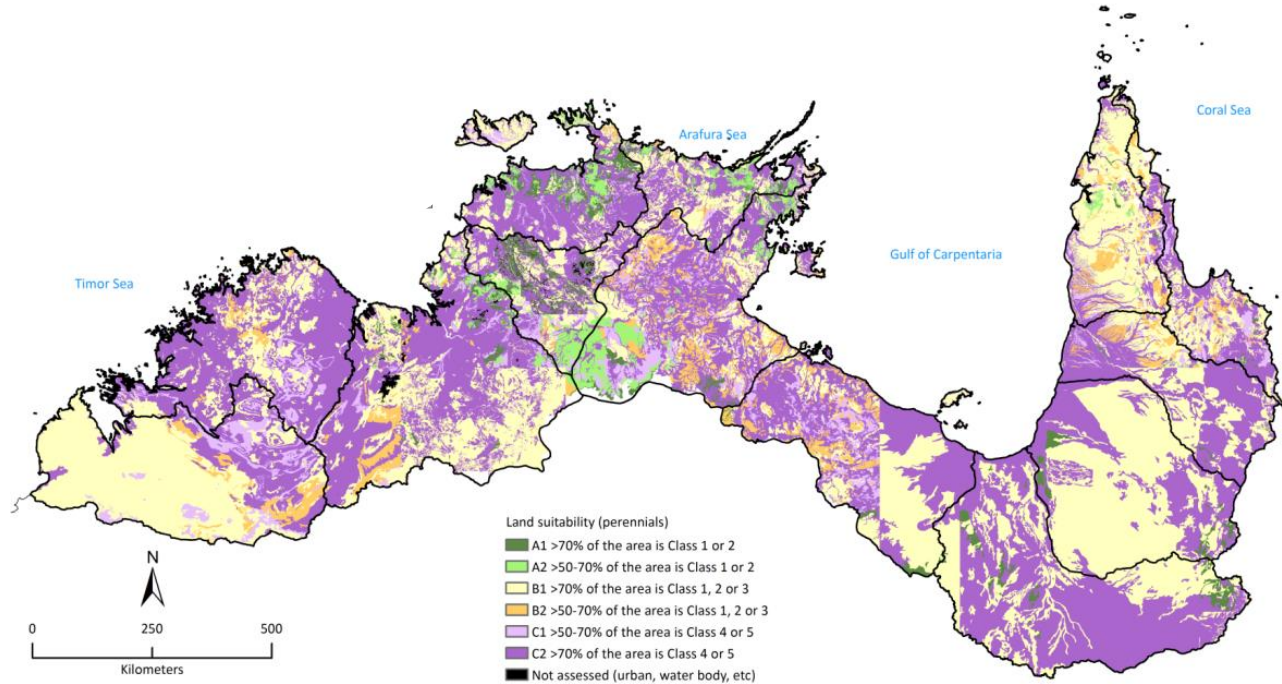 Coral Sea
Arafura Sea
Gulf of Carpentaria
Timor Sea
Land suitability (perennials)
A1 >70% of the area is Class 1 or 2
A2 >50-70% of the area is Class 1 or 2
B1 >70% of the area is Class 1, 2 or 3
B2 >50-70% of the area is Class 1, 2 or 3
C1 >50-70% of the area is Class 4 or 5
C2 >70% of the area is Class 4 or 5
Not assessed (urban, water body, etc)
N
0 250 500
Kilometers